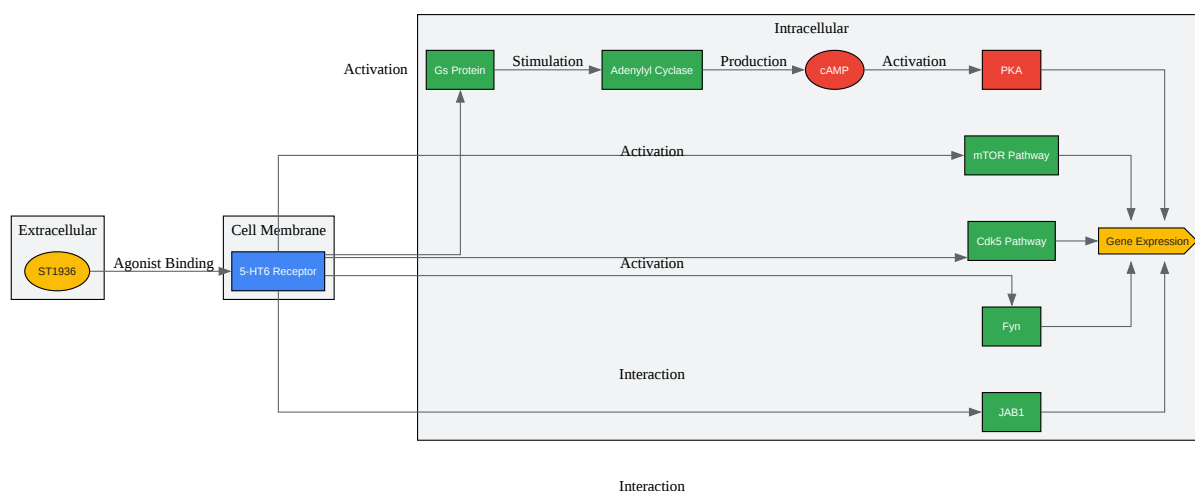 Intracellular
Activation
Gs Protein
Stimulation
Adenylyl Cyclase
Production
cAMP
Activation
PKA
Activation
mTOR Pathway
Extracellular
ST1936
Agonist Binding
Cell Membrane
5-HT6 Receptor
Cdk5 Pathway
Gene Expression
Activation
Fyn
Interaction
JAB1
Interaction